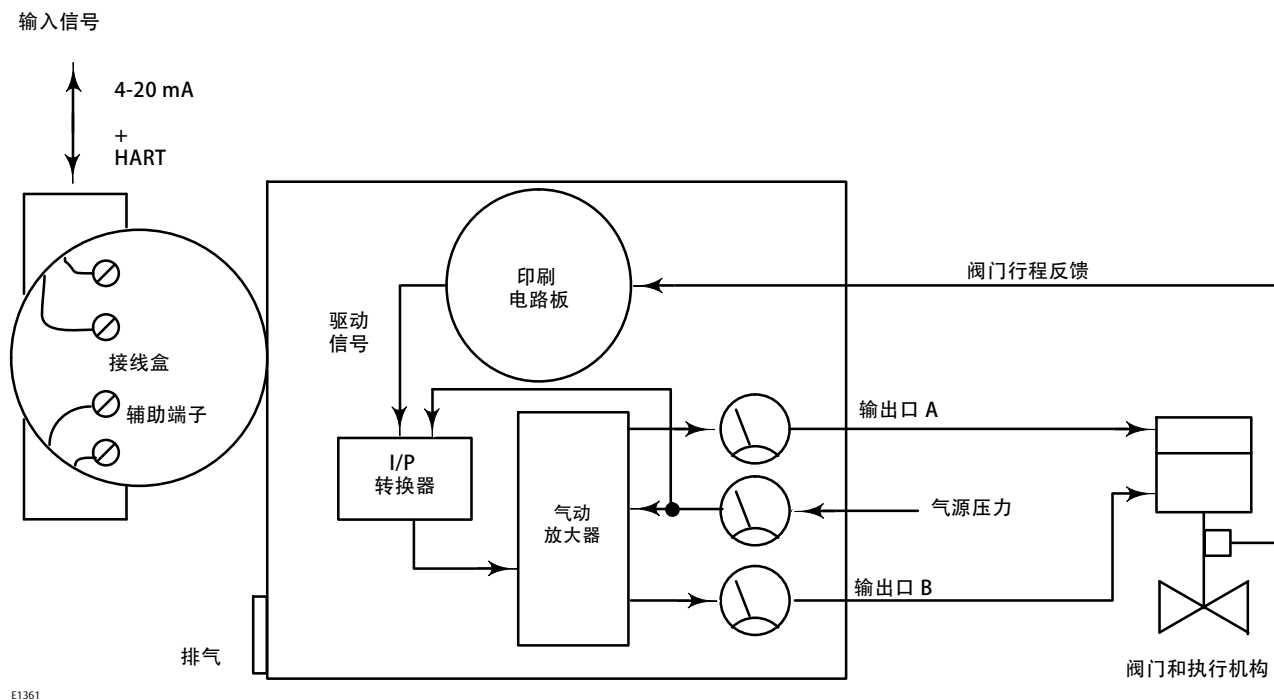 输入信号
4-20 mA
+
HART
接线盒
辅助端子
印刷
电路板
阀门行程反馈
驱动
信号
I/P
转换器
气动
放大器
输出口 A
气源压力
输出口 B
排气
阀门和执行机构
E1361